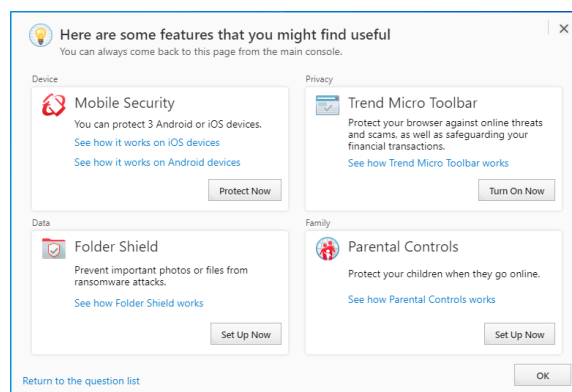 Here are some features that you might find useful
You can always come back to this page from the main console.
Device
Mobile Security
You can protect 3 Android or iOS devices.
See how it works on iOS devices
See how it works on Android devices
Protect Now
Privacy
Trend Micro Toolbar
Protect your browser against online threats
and scams, as well as safeguarding your
financial transactions.
See how Trend Micro Toolbar works
Turn On Now
Data
Folder Shield
Prevent important photos or files from
ransomware attacks.
See how Folder Shield works
Set Up Now
Family
Parental Controls
Protect your children when they go online.
See how Parental Controls works
Set Up Now
Return to the question list
OK